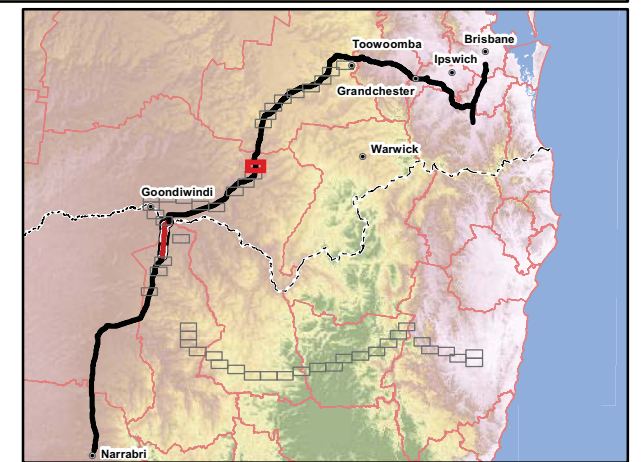 Brisbane
Toowoomba
Ipswich
Grandchester
Warwick
Goondiwindi
Narrabri